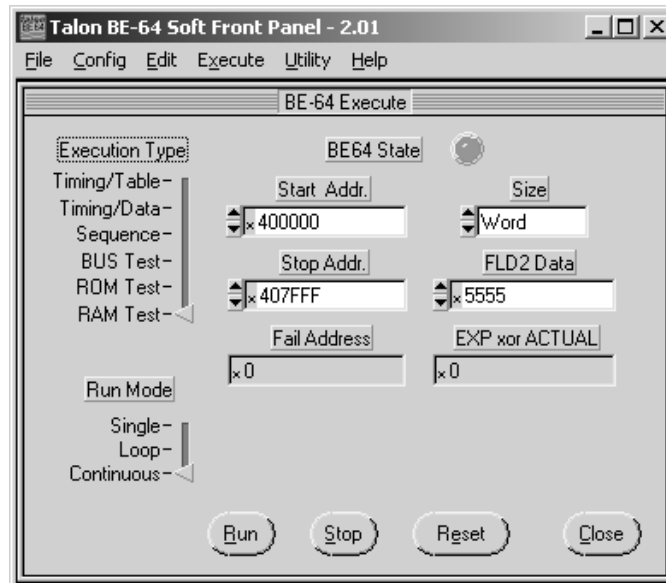 Talon BE-64 Soft Front Panel - 2.01
File Config Edit Execute Utility Help
BE-64 Execute
Execution Type
Timing/Table
Timing/Data
Sequence
BUS Test
ROM Test
RAM Test
Run Mode
Single
Loop
Continuous
BE64 State
Start Addr.
x 400000
Size
Word
Stop Addr.
x 407FFF
FLD2 Data
x 5555
Fail Address
x 0
EXP xor ACTUAL
x 0
Run Stop Reset Close